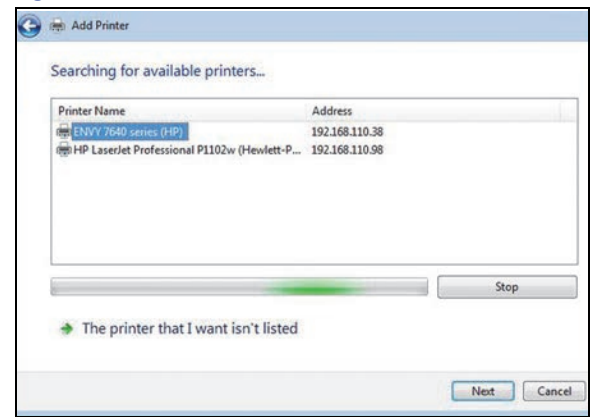 Add Printer
Searching for available printers...
Printer Name Address
ENVY 7640 series (HP) 192.168.110.38
HP LaserJet Professional P1102w (Hewlett-P... 192.168.110.98
Stop
The printer that I want isn't listed
Next Cancel